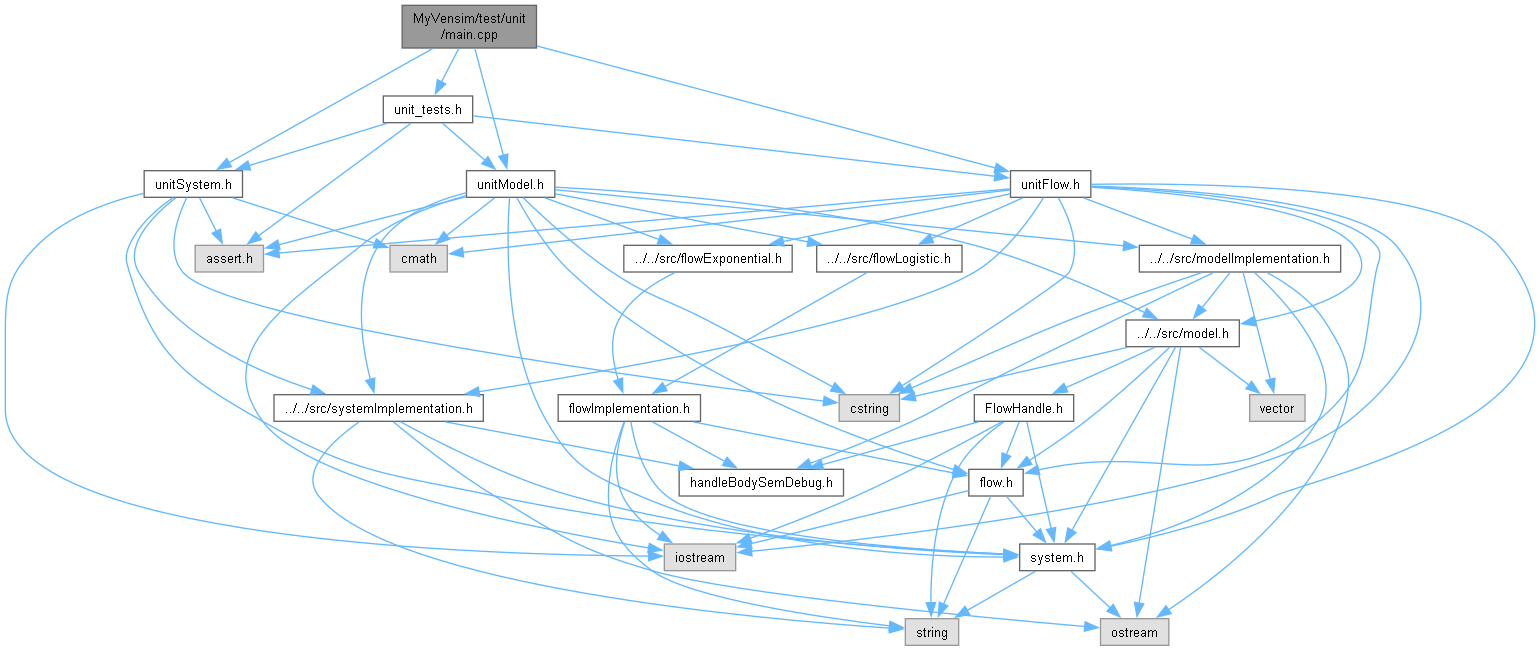 MyVensim/test/unit
/main.cpp
unit_tests.h
unitSystem.h
unitModel.h
unitFlow.h
assert.h
cmath
../../src/flowExponential.h
../../src/flowLogistic.h
../../src/modelImplementation.h
../../src/model.h
../../src/systemImplementation.h
flowImplementation.h
cstring
FlowHandle.h
vector
handleBodySemDebug.h
flow.h
iostream
system.h
string
ostream